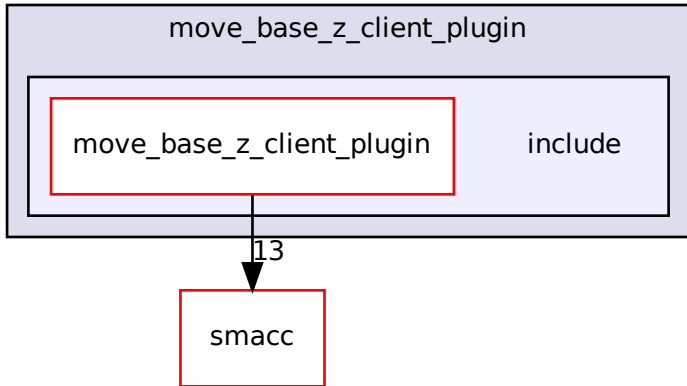 move_base_z_client_plugin
move_base_z_client_plugin include
13
smacc